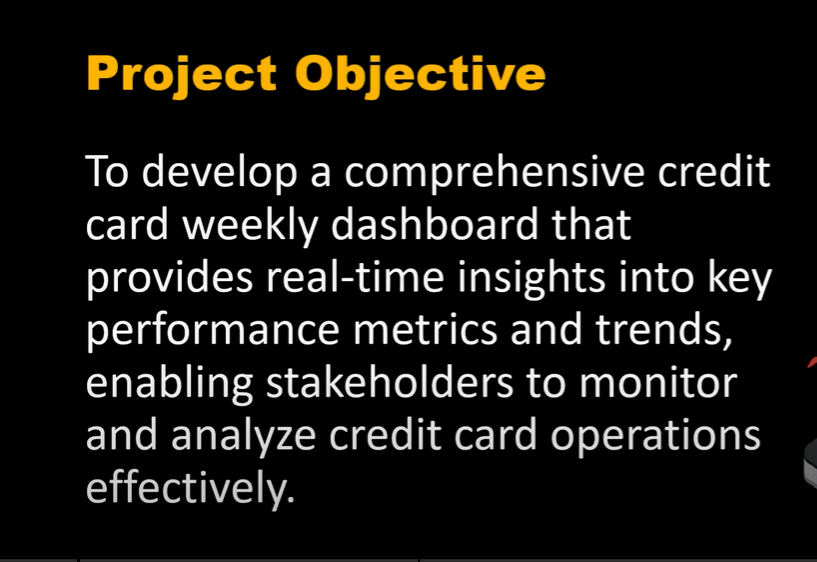 Project Objective
To develop a comprehensive credit
card weekly dashboard that
provides real-time insights into key
performance metrics and trends,
enabling stakeholders to monitor
and analyze credit card operations
effectively.